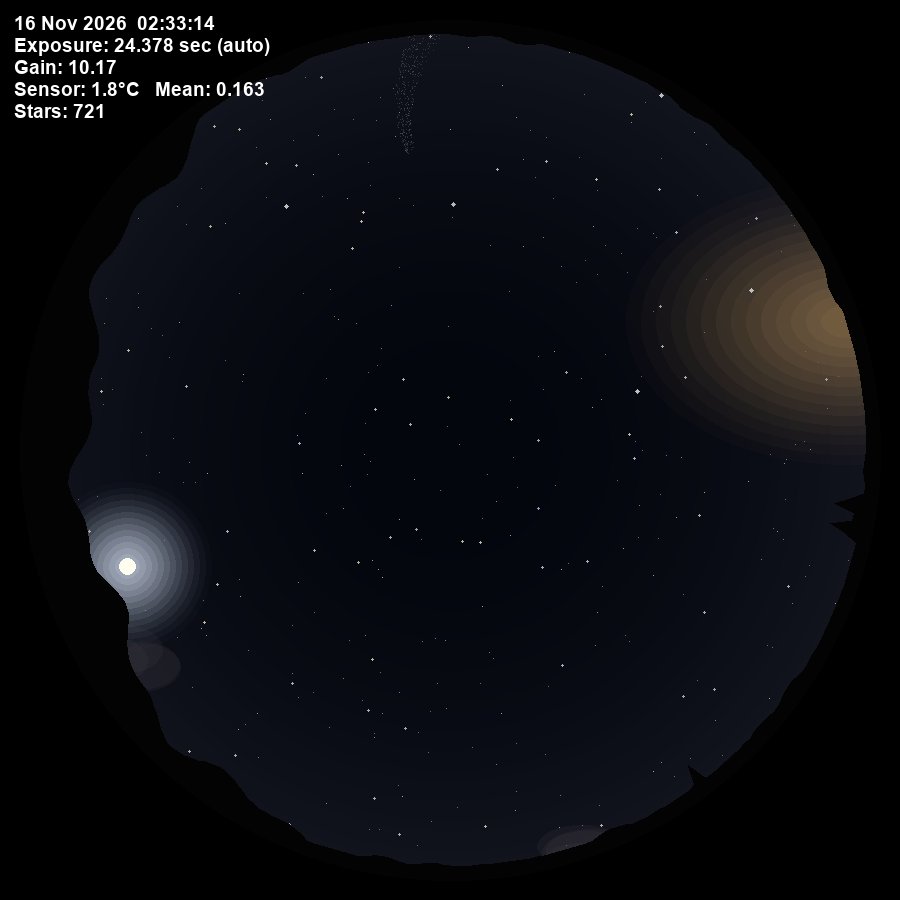 16 Nov 2026  02:33:14
Exposure: 24.378 sec (auto)
Gain: 10.17
Sensor: 1.8°C   Mean: 0.163
Stars: 721